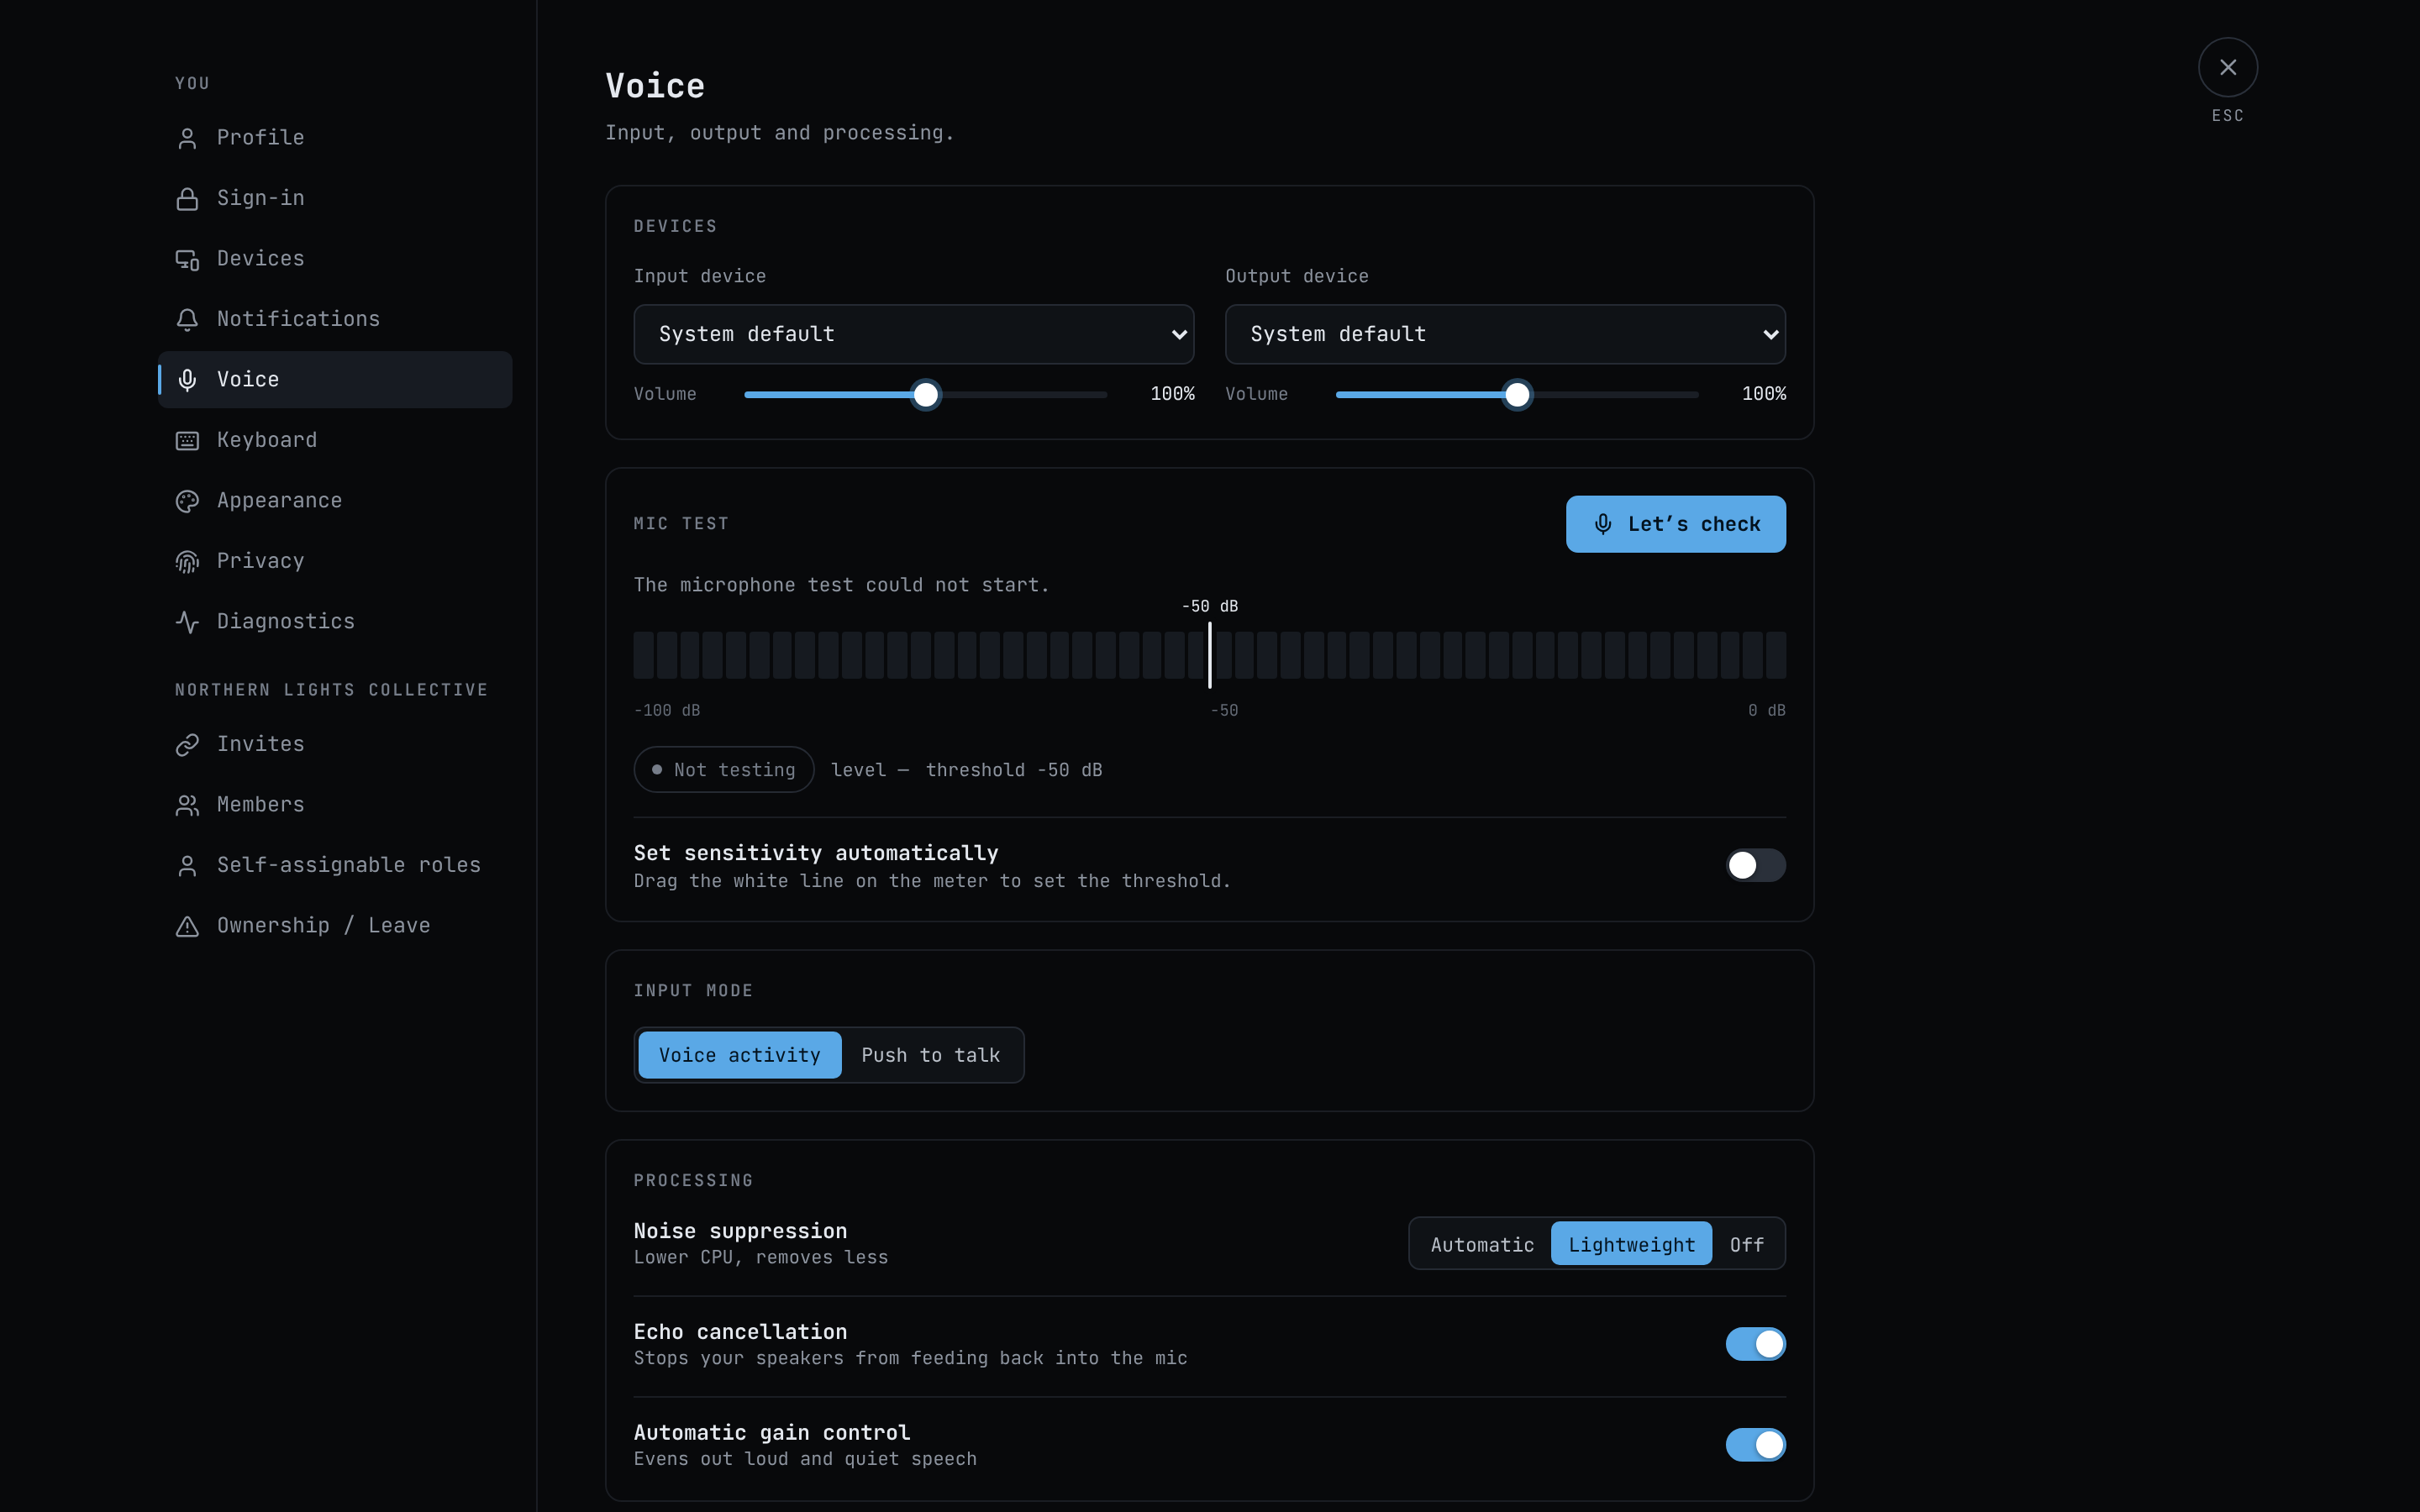 YOU
Profile
Sign-in
Devices
Notifications
Voice
Keyboard
Appearance
Privacy
Diagnostics
NORTHERN LIGHTS COLLECTIVE
Invites
Members
Self-assignable roles
Ownership / Leave
Voice
Input, output and processing.
ESC
DEVICES
Input device
Output device
System default
System default
Volume 100%
Volume 100%
MIC TEST
Let’s check
The microphone test could not start.
-50 dB
-100 dB -50 0 dB
Not testing level — threshold -50 dB
Set sensitivity automatically
Drag the white line on the meter to set the threshold.
INPUT MODE
Voice activity Push to talk
PROCESSING
Noise suppression
Lower CPU, removes less
Automatic Lightweight Off
Echo cancellation
Stops your speakers from feeding back into the mic
Automatic gain control
Evens out loud and quiet speech